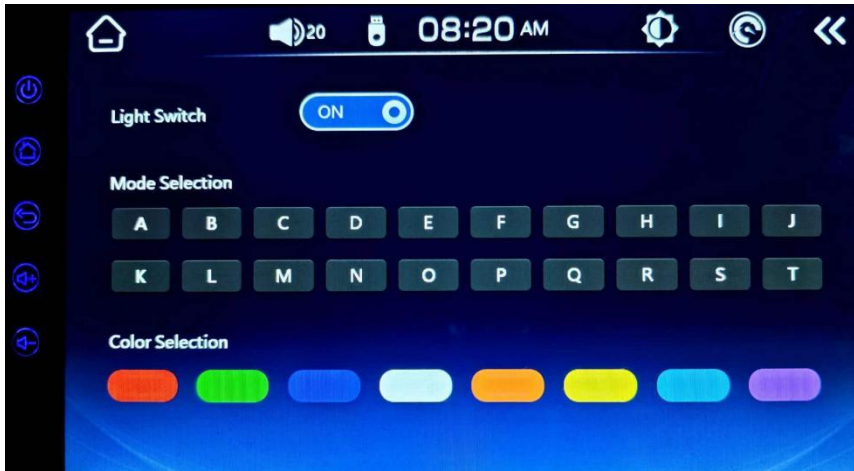 20 08:20 AM
Light Switch ON
Mode Selection
A B C D E F G H I J
K L M N O P Q R S T
Color Selection